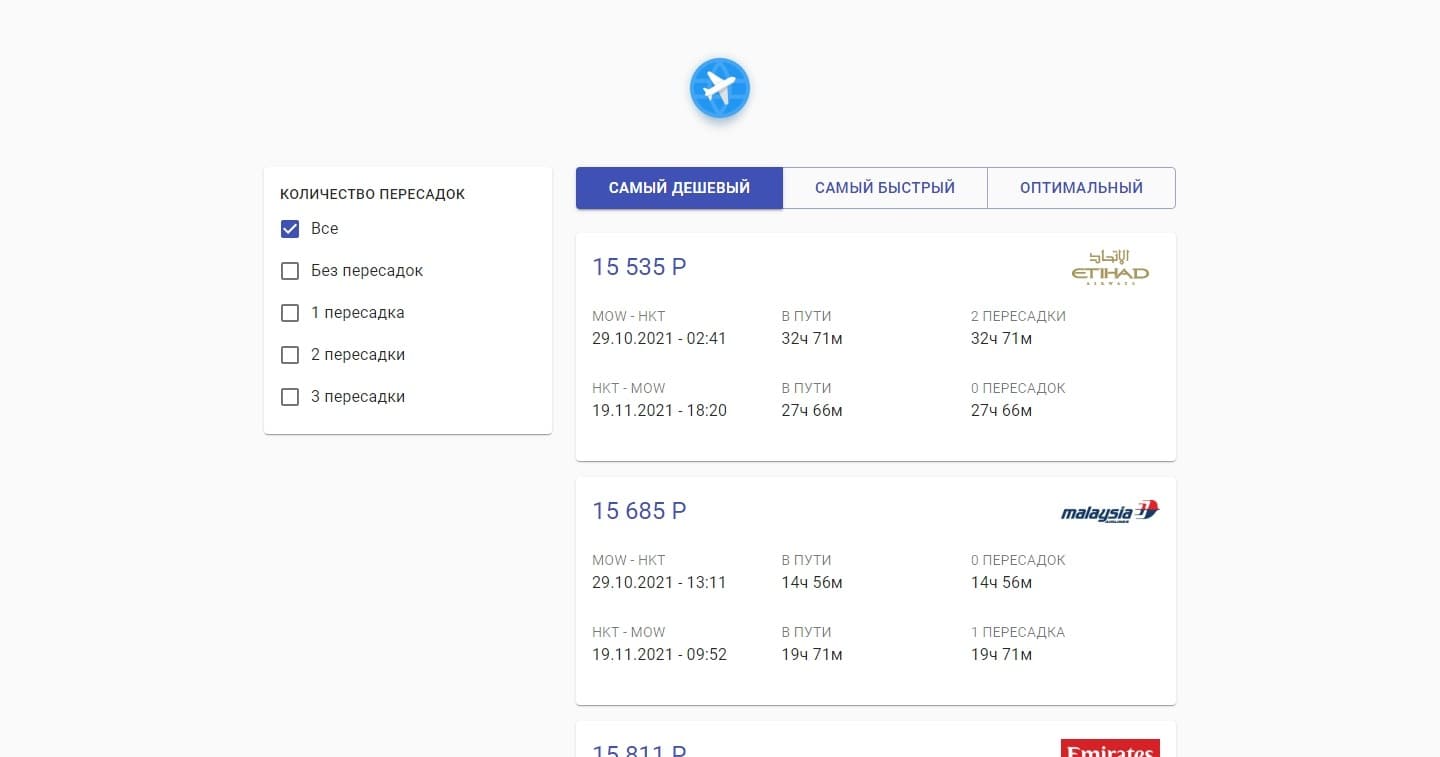 КОЛИЧЕСТВО ПЕРЕСАДОК
Все
Без пересадок
1 пересадка
2 пересадки
3 пересадки
САМЫЙ ДЕШЕВЫЙ САМЫЙ БЫСТРЫЙ ОПТИМАЛЬНЫЙ
15 535 Р
الإتحاد
ETIHAD
AIRWAYS
MOW - HKT В ПУТИ 2 ПЕРЕСАДКИ
29.10.2021 - 02:41 32ч 71м 32ч 71м
HKT - MOW В ПУТИ 0 ПЕРЕСАДОК
19.11.2021 - 18:20 27ч 66м 27ч 66м
15 685 Р malaysia
AIRLINES
MOW - HKT В ПУТИ 0 ПЕРЕСАДОК
29.10.2021 - 13:11 14ч 56м 14ч 56м
HKT - MOW В ПУТИ 1 ПЕРЕСАДКА
19.11.2021 - 09:52 19ч 71м 19ч 71м
15 811 Р Emirates